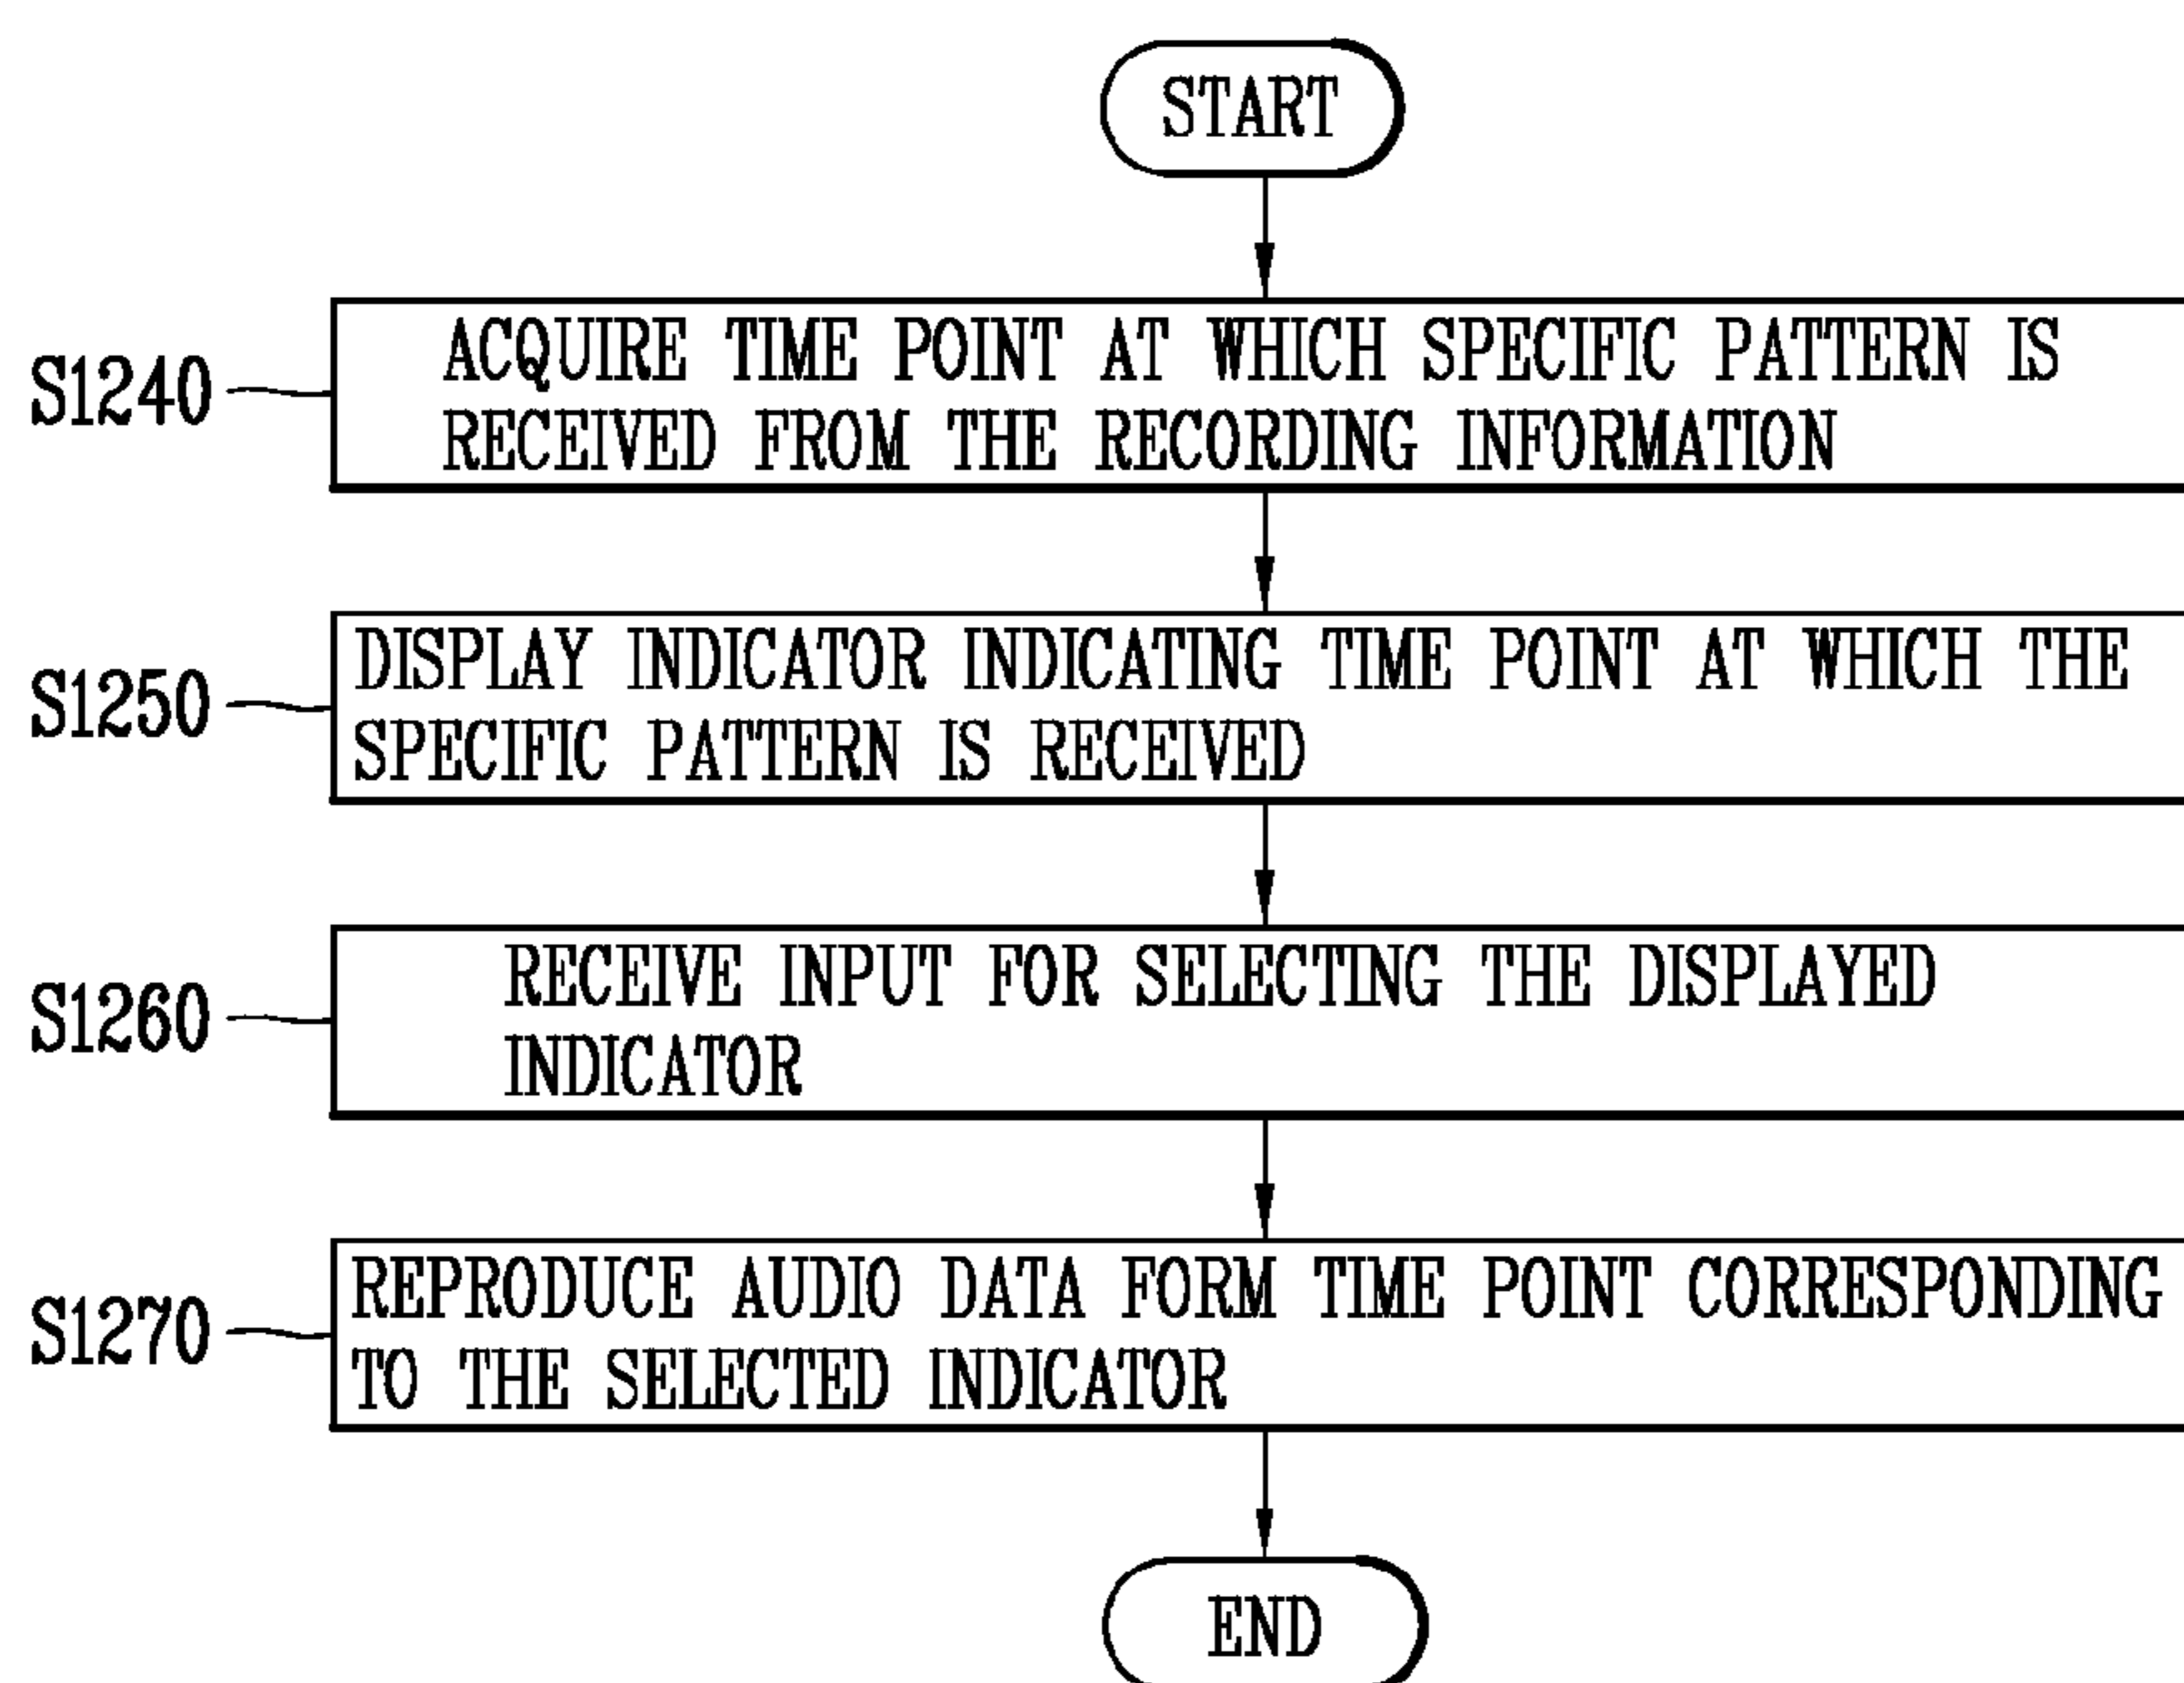 START
S1240
ACQUIRE TIME POINT AT WHICH SPECIFIC PATTERN IS
RECEIVED FROM THE RECORDING INFORMATION
S1250
DISPLAY INDICATOR INDICATING TIME POINT AT WHICH THE
SPECIFIC PATTERN IS RECEIVED
S1260
RECEIVE INPUT FOR SELECTING THE DISPLAYED
INDICATOR
S1270
REPRODUCE AUDIO DATA FORM TIME POINT CORRESPONDING
TO THE SELECTED INDICATOR
END